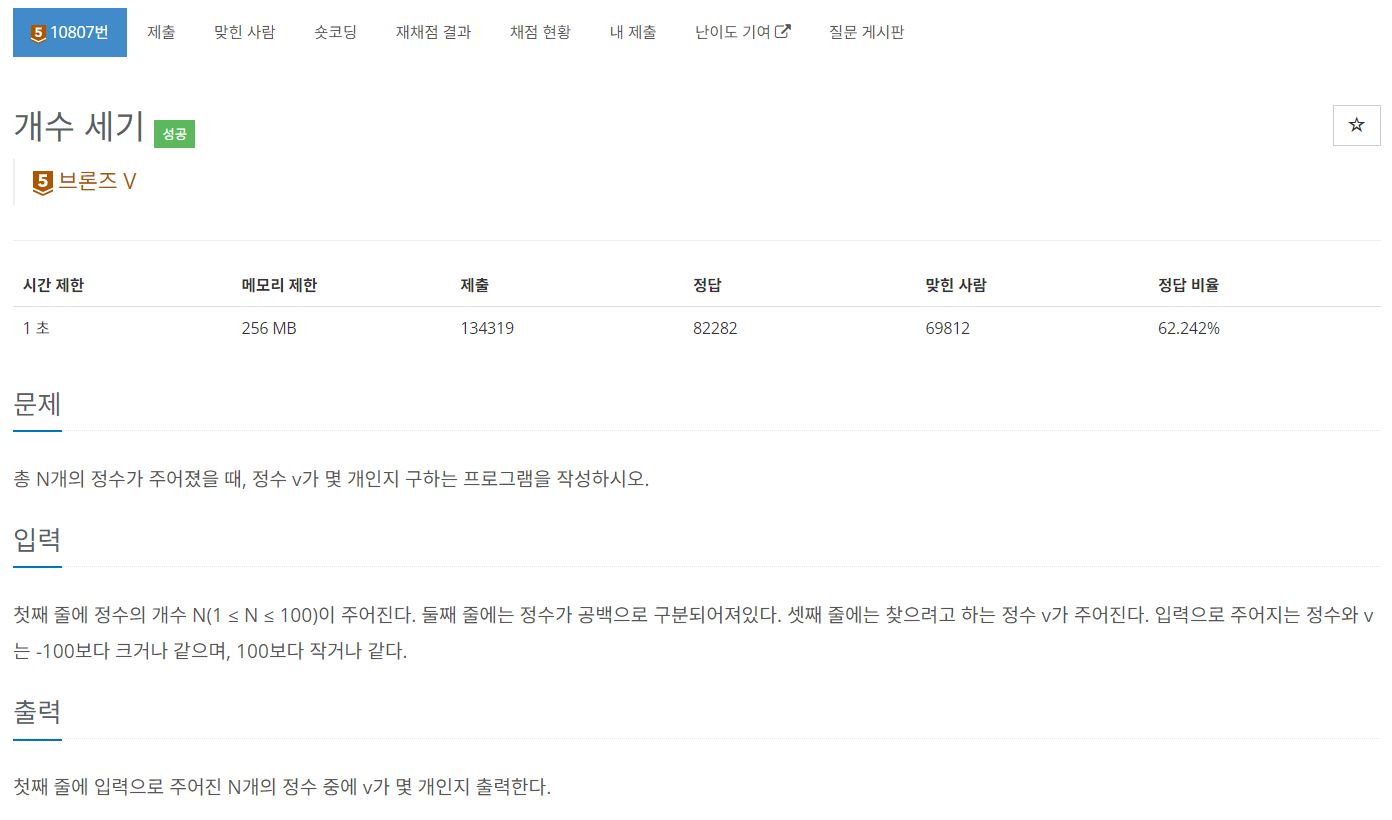 5 10807번 제출 맞힌 사람 숏코딩 재채점 결과 채점 현황 내 제출 난이도 기여 질문 게시판
개수 세기 성공
5 브론즈 V
시간 제한 메모리 제한 제출 정답 맞힌 사람 정답 비율
1 초 256 MB 134319 82282 69812 62.242%
문제
총 N개의 정수가 주어졌을 때, 정수 v가 몇 개인지 구하는 프로그램을 작성하시오.
입력
첫째 줄에 정수의 개수 N(1 ≤ N ≤ 100)이 주어진다. 둘째 줄에는 정수가 공백으로 구분되어져있다. 셋째 줄에는 찾으려고 하는 정수 v가 주어진다. 입력으로 주어지는 정수와 v
는 -100보다 크거나 같으며, 100보다 작거나 같다.
출력
첫째 줄에 입력으로 주어진 N개의 정수 중에 v가 몇 개인지 출력한다.